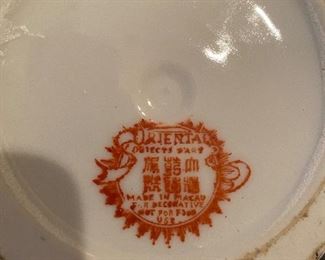 ORIENTAL
OBJECTS D'ART
MADE IN MACAU
FOR DECORATIVE
NOT FOR FOOD
USE